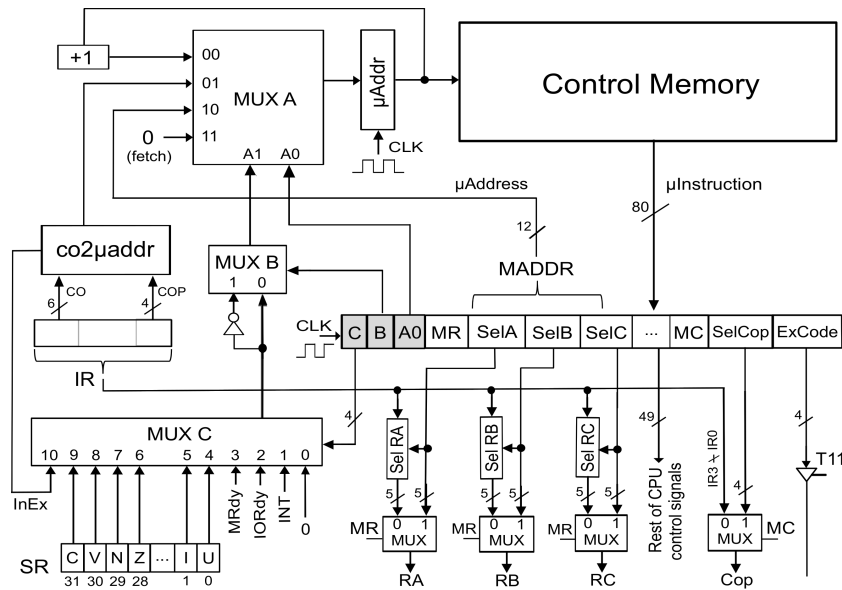 +1
00
01
10
11
MUX A
A1 A0
0
(fetch)
µAddr
CLK
Control Memory
µAddress
µInstruction
80
12
MADDR
co2µaddr
6
CO
4
COP
IR
MUX B
1 0
CLK
C B A0 MR SelA SelB SelC ... MC SelCop ExCode
4
MUX C
10 9 8 7 6 5 4 3 2 1 0
InEx
MRdy
IORdy
INT
0
SR
C V N Z ... I U
31 30 29 28 1 0
Sel RA
5
5
MR
0 1
MUX
RA
Sel RB
5
5
MR
0 1
MUX
RB
Sel RC
5
5
MR
0 1
MUX
RC
49
Rest of CPU
control signals
IR3 ÷ IR0
4
0 1
MUX
MC
Cop
4
T11